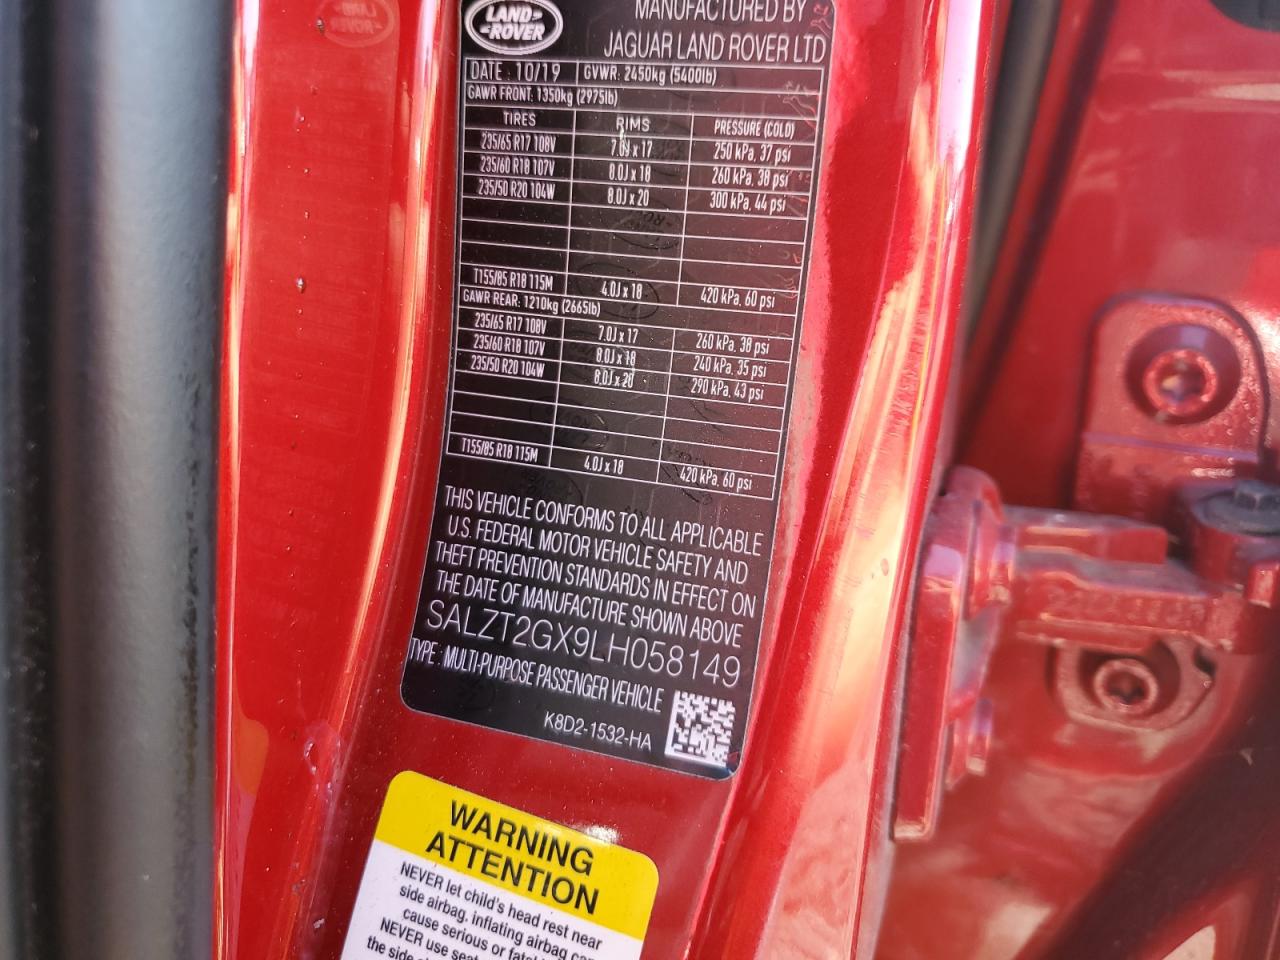 LAND-
-ROVER
MANUFACTURED BY
JAGUAR LAND ROVER LTD
DATE: 10/19 GVWR: 2450kg (5400lb)
GAWR FRONT: 1350kg (2975lb)
TIRES RIMS PRESSURE (COLD)
235/65 R17 108V 7.0J x 17 250 kPa, 37 psi
235/60 R18 107V 8.0J x 18 260 kPa, 38 psi
235/50 R20 104W 8.0J x 20 300 kPa, 44 psi
T155/85 R18 115M 4.0J x 18 420 kPa, 60 psi
GAWR REAR: 1210kg (2665lb)
235/65 R17 108V 7.0J x 17 260 kPa, 38 psi
235/60 R18 107V 8.0J x 18 240 kPa, 35 psi
235/50 R20 104W 8.0J x 20 290 kPa, 43 psi
T155/85 R18 115M 4.0J x 18 420 kPa, 60 psi
THIS VEHICLE CONFORMS TO ALL APPLICABLE
U.S. FEDERAL MOTOR VEHICLE SAFETY AND
THEFT PREVENTION STANDARDS IN EFFECT ON
THE DATE OF MANUFACTURE SHOWN ABOVE
SALZT2GX9LH058149
TYPE: MULTI-PURPOSE PASSENGER VEHICLE
K8D2-1532-HA
WARNING
ATTENTION
NEVER let child's head rest near
side airbag, inflating airbag can
cause serious or fatal
NEVER use seat
the side